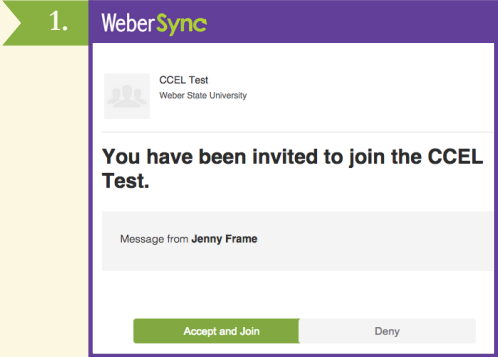 1.
WeberSync
CCEL Test
Weber State University
You have been invited to join the CCEL
Test.
Message from Jenny Frame
Accept and Join
Deny